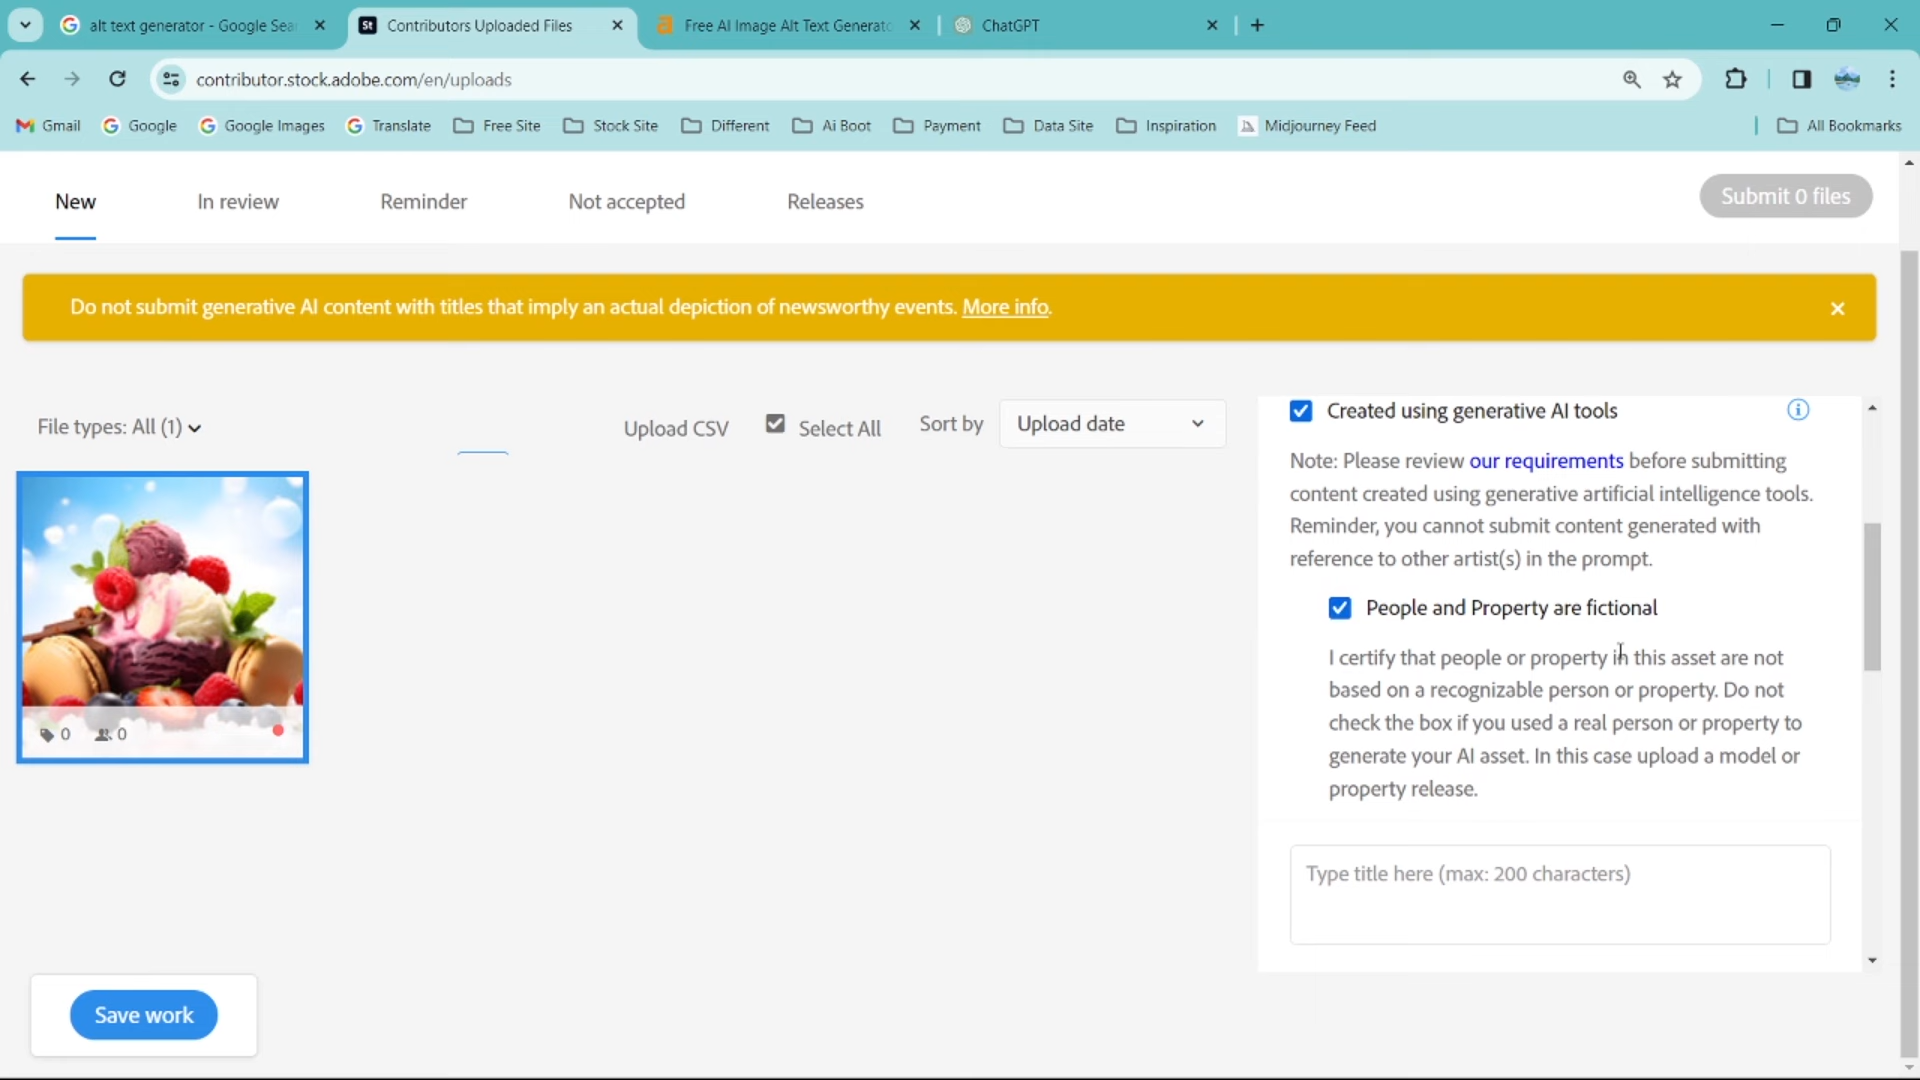 alt text generator - Google Sea
Contributors Uploaded Files
Free AI Image Alt Text Generato
ChatGPT
contributor.stock.adobe.com/en/uploads
Gmail
Google
Google Images
Translate
Free Site
Stock Site
Different
Ai Boot
Payment
Data Site
Inspiration
Midjourney Feed
All Bookmarks
New
In review
Reminder
Not accepted
Releases
Submit 0 files
Do not submit generative AI content with titles that imply an actual depiction of newsworthy events. More info.
File types: All (1)
Upload CSV
Select All
Sort by
Upload date
Created using generative AI tools
Note: Please review our requirements before submitting
content created using generative artificial intelligence tools.
Reminder, you cannot submit content generated with
reference to other artist(s) in the prompt.
People and Property are fictional
I certify that people or property in this asset are not
based on a recognizable person or property. Do not
check the box if you used a real person or property to
generate your AI asset. In this case upload a model or
property release.
Type title here (max: 200 characters)
0
0
Save work